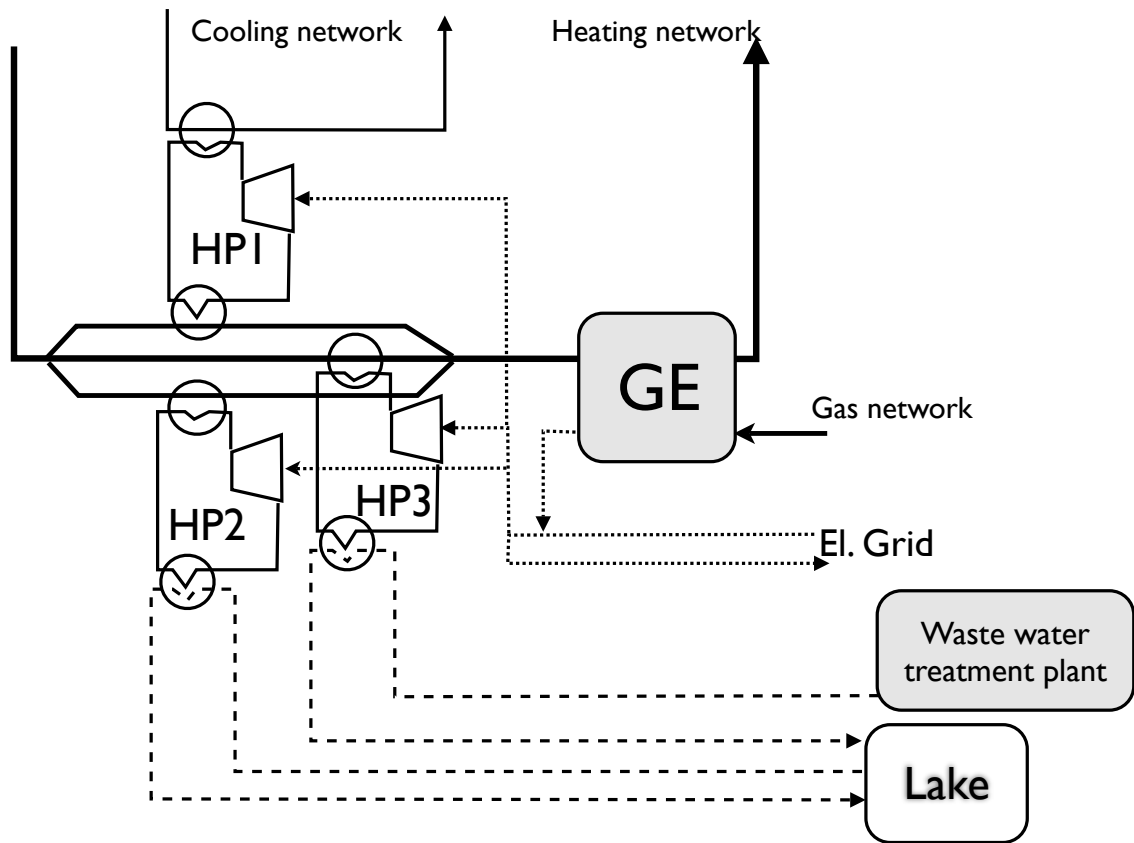 Cooling network
Heating network
HP1
GE
Gas network
HP3
HP2
El. Grid
Waste water
treatment plant
Lake